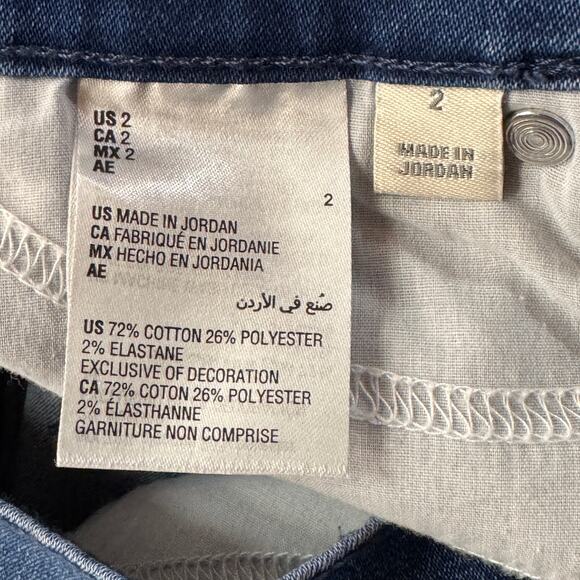 US 2
CA 2
MX 2
AE
2
US MADE IN JORDAN
CA FABRIQUÉ EN JORDANIE
MX HECHO EN JORDANIA
AE
صُنع في الأردن
US 72% COTTON 26% POLYESTER
2% ELASTANE
EXCLUSIVE OF DECORATION
CA 72% COTON 26% POLYESTER
2% ÉLASTHANNE
GARNITURE NON COMPRISE
2
MADE IN
JORDAN